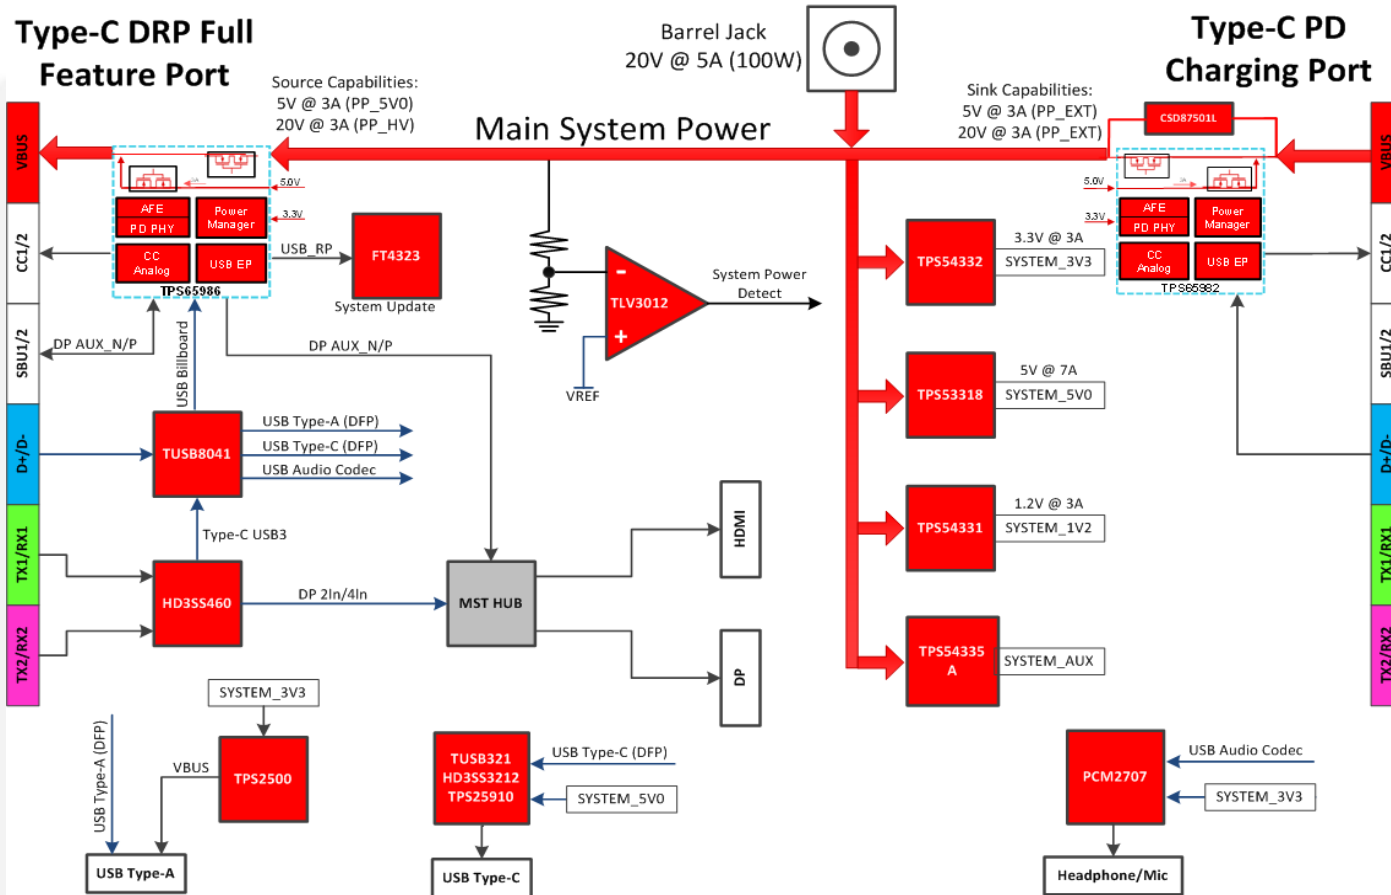 Type-C DRP Full
Feature Port
Source Capabilities:
5V @ 3A (PP_5V0)
20V @ 3A (PP_HV)
Barrel Jack
20V @ 5A (100W)
Main System Power
Sink Capabilities:
5V @ 3A (PP_EXT)
20V @ 3A (PP_EXT)
Type-C PD
Charging Port
CSD87501L
VBUS
CC1/2
SBU1/2
D+/D-
TX1/RX1
TX2/RX2
3A
5.0V
3.3V
AFE
PD PHY
Power
Manager
CC
Analog
USB EP
TPS65986
USB_RP
FT4323
System Update
DP AUX_N/P
USB Billboard
DP AUX_N/P
TLV3012
-
+
VREF
System Power
Detect
TPS54332
3.3V @ 3A
SYSTEM_3V3
TPS53318
5V @ 7A
SYSTEM_5V0
TPS54331
1.2V @ 3A
SYSTEM_1V2
TPS54335
A
SYSTEM_AUX
5.0V
3.3V
AFE
PD PHY
Power
Manager
CC
Analog
USB EP
TPS65982
VBUS
CC1/2
SBU1/2
D+/D-
TX1/RX1
TX2/RX2
TUSB8041
USB Type-A (DFP)
USB Type-C (DFP)
USB Audio Codec
Type-C USB3
HD3SS460
DP 2ln/4ln
MST HUB
HDMI
DP
SYSTEM_3V3
USB Type-A (DFP)
VBUS
TPS2500
USB Type-A
TUSB321
HD3SS3212
TPS25910
USB Type-C (DFP)
SYSTEM_5V0
USB Type-C
PCM2707
USB Audio Codec
SYSTEM_3V3
Headphone/Mic